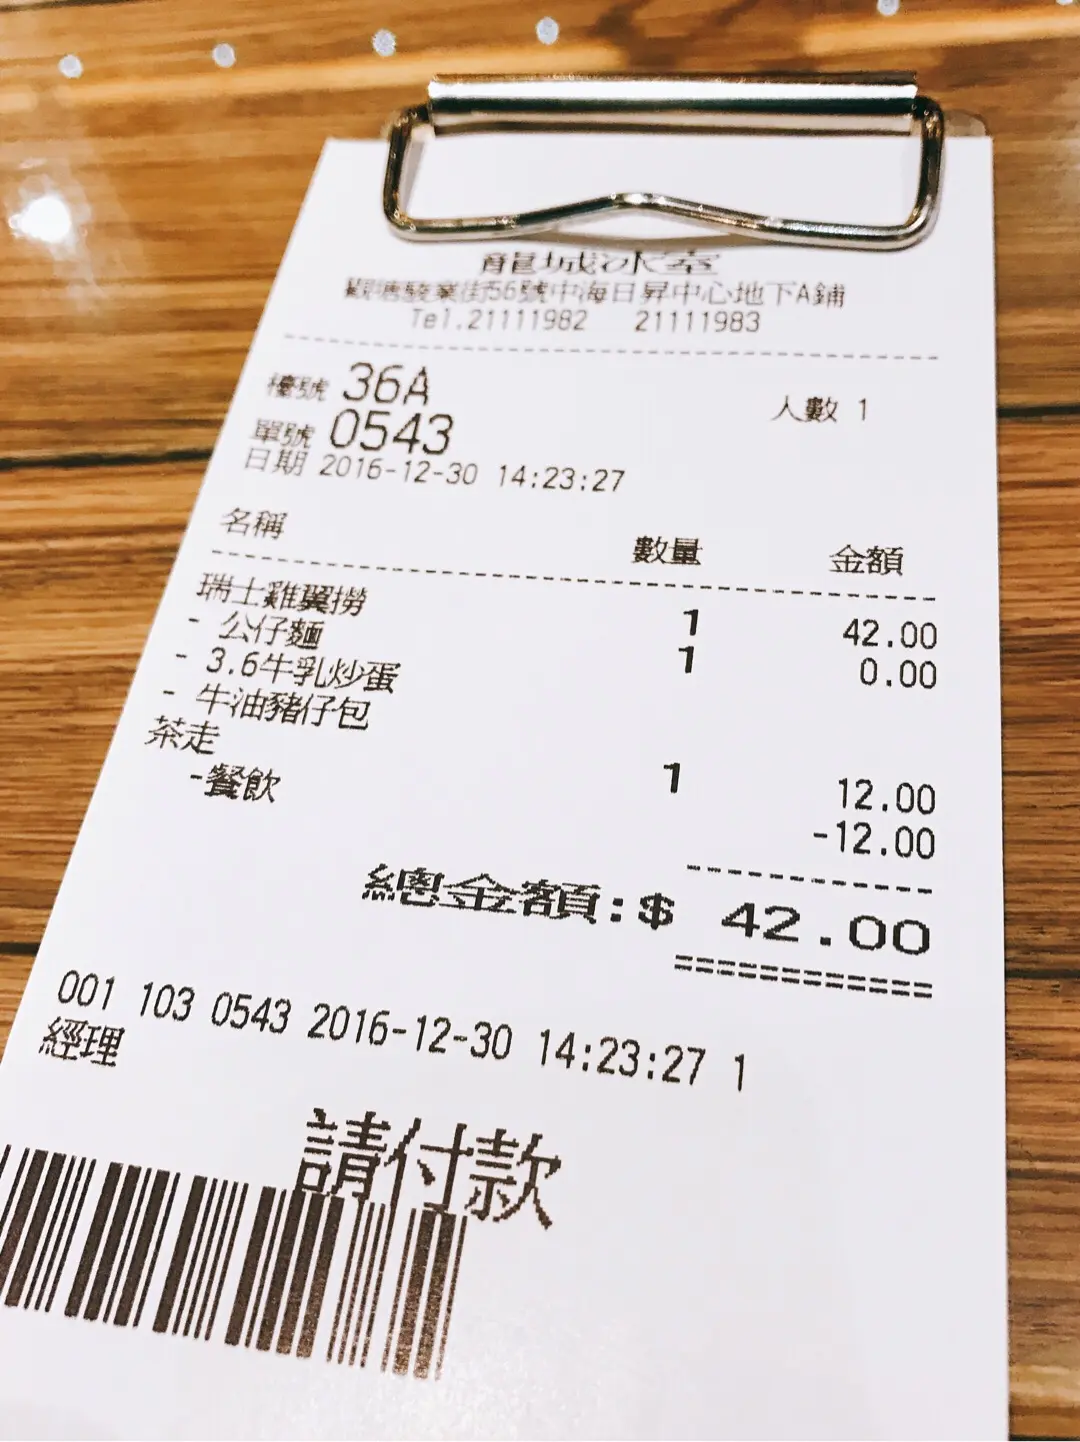 龍城冰室
觀塘駿業街56號中海日昇中心地下A鋪
Tel.21111982 21111983
檯號 36A 人數 1
單號 0543
日期 2016-12-30 14:23:27
名稱 數量 金額
瑞士雞翼撈 1 42.00
- 公仔麵 1 0.00
- 3.6牛乳炒蛋
- 牛油豬仔包
茶走 1 12.00
-餐飲 -12.00
總金額:$ 42.00
============
001 103 0543 2016-12-30 14:23:27 1
經理
請付款